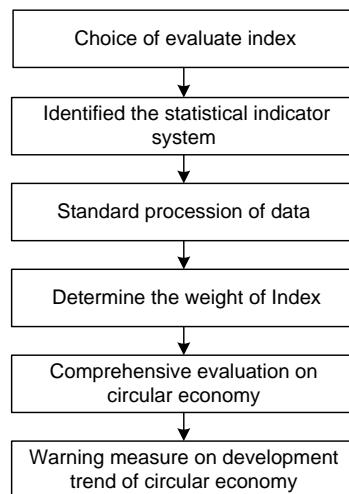 Choice of evaluate index
Identified the statistical indicator
system
Standard procession of data
Determine the weight of Index
Comprehensive evaluation on
circular economy
Warning measure on development
trend of circular economy